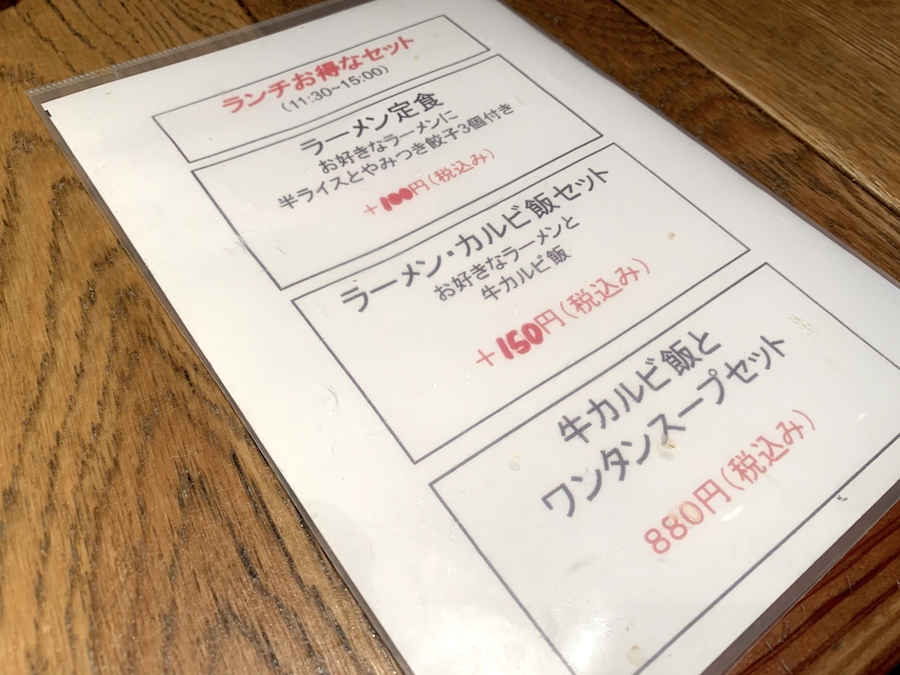 ランチお得なセット
(11:30-15:00)
ラーメン定食
お好きなラーメンに
半ライスとやみつき餃子3個付き
+100円(税込み)
ラーメン・カルビ飯セット
お好きなラーメンと
牛カルビ飯
+150円(税込み)
牛カルビ飯と
ワンタンスープセット
880円(税込み)